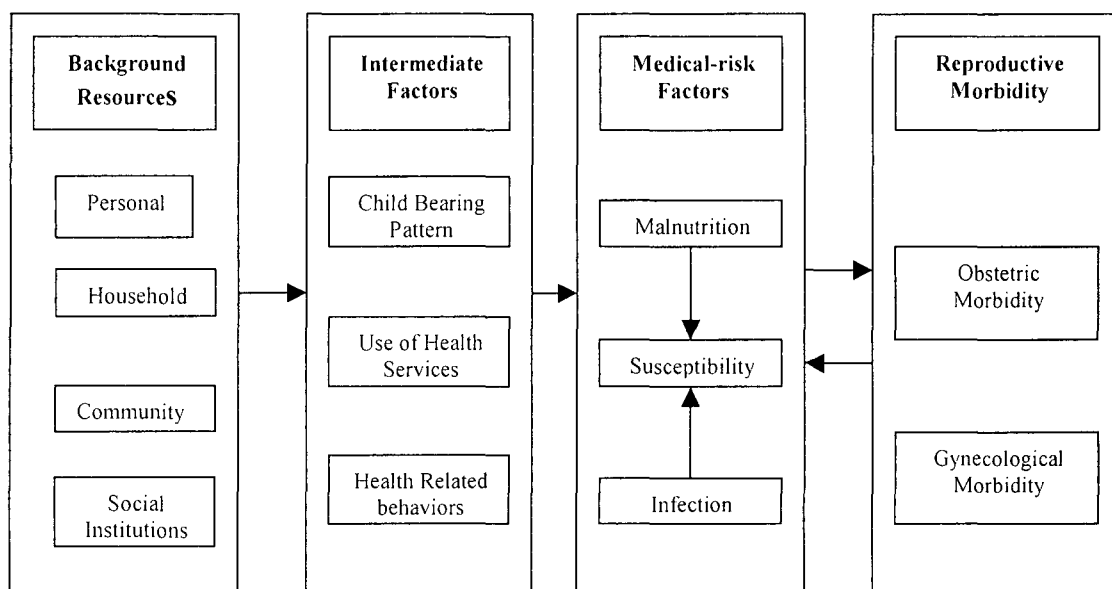 Background
Resources
Personal
Household
Community
Social
Institutions
Intermediate
Factors
Child Bearing
Pattern
Use of Health
Services
Health Related
behaviors
Medical-risk
Factors
Malnutrition
Susceptibility
Infection
Reproductive
Morbidity
Obstetric
Morbidity
Gynecological
Morbidity